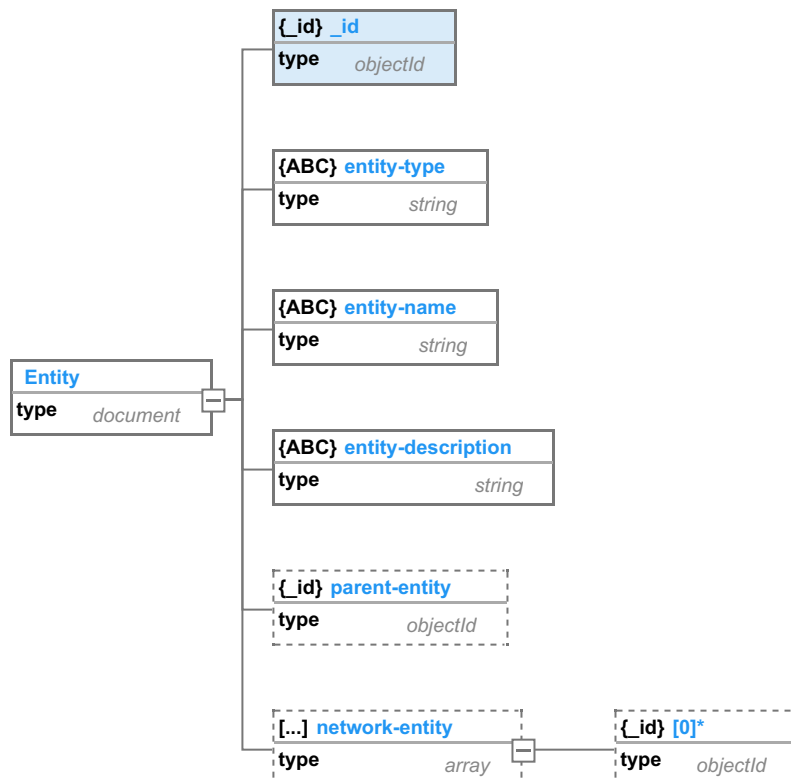 {_id} _id
type objectId
{ABC} entity-type
type string
{ABC} entity-name
type string
Entity
type document
{ABC} entity-description
type string
{_id} parent-entity
type objectId
[...] network-entity
type array
{_id} [0]*
type objectId